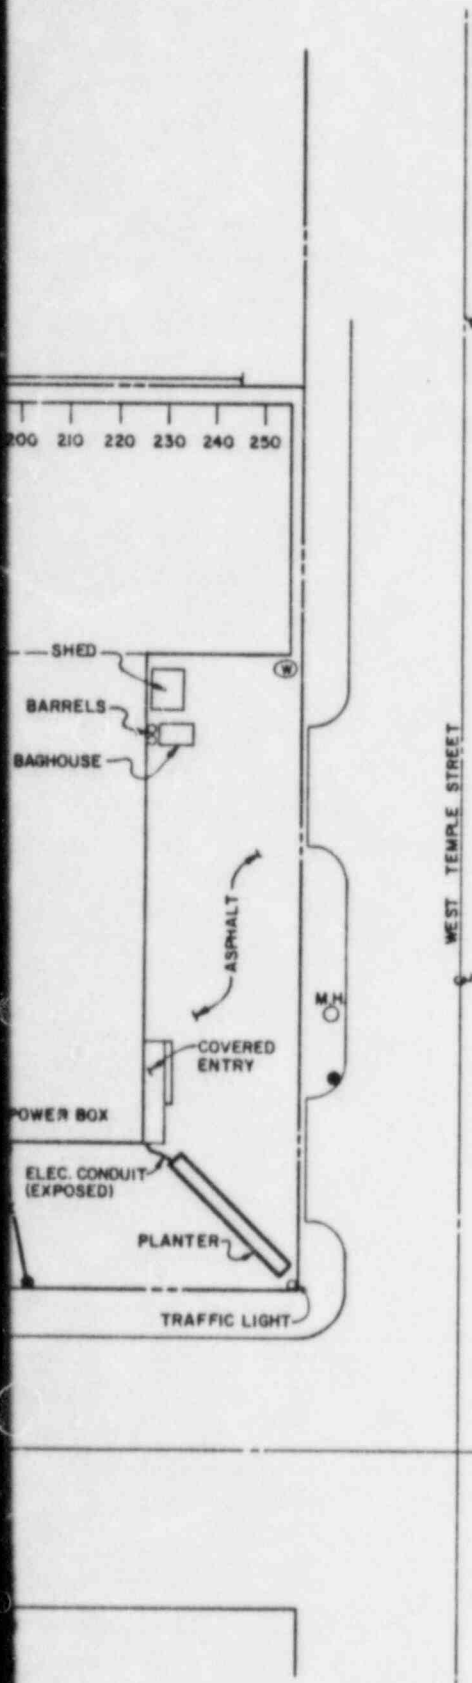 200 210 220 230 240 250
SHED
W
BARRELS
BAGHOUSE
WEST TEMPLE STREET
ASPHALT
M.H.
COVERED
ENTRY
POWER BOX
ELEC. CONDUIT
(EXPOSED)
PLANTER
TRAFFIC LIGHT